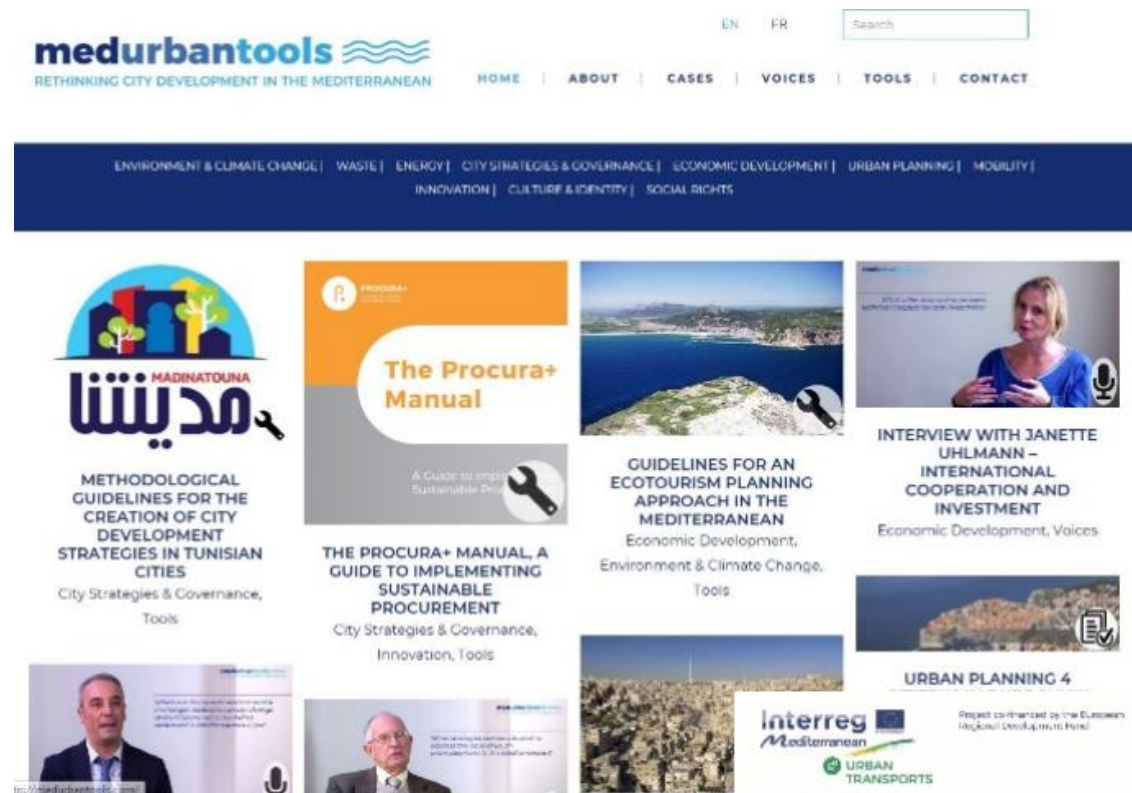 EN FR Search
medurbantools
RETHINKING CITY DEVELOPMENT IN THE MEDITERRANEAN
HOME | ABOUT | CASES | VOICES | TOOLS | CONTACT
ENVIRONMENT & CLIMATE CHANGE | WASTE | ENERGY | CITY STRATEGIES & GOVERNANCE | ECONOMIC DEVELOPMENT | URBAN PLANNING | MOBILITY |
INNOVATION | CULTURE & IDENTITY | SOCIAL RIGHTS
MADINATOUNA
مدينتنا
METHODOLOGICAL
GUIDELINES FOR THE
CREATION OF CITY
DEVELOPMENT
STRATEGIES IN TUNISIAN
CITIES
City Strategies & Governance,
Tools
PROCURA+
The Procura+
Manual
A Guide to
Sustainable
THE PROCURA+ MANUAL, A
GUIDE TO IMPLEMENTING
SUSTAINABLE
PROCUREMENT
City Strategies & Governance,
Innovation, Tools
GUIDELINES FOR AN
ECOTOURISM PLANNING
APPROACH IN THE
MEDITERRANEAN
Economic Development,
Environment & Climate Change,
Tools
INTERVIEW WITH JANETTE
UHLMANN –
INTERNATIONAL
COOPERATION AND
INVESTMENT
Economic Development, Voices
URBAN PLANNING 4
Interreg
Mediterranean
URBAN
TRANSPORTS
Project co-financed by the European
Regional Development Fund